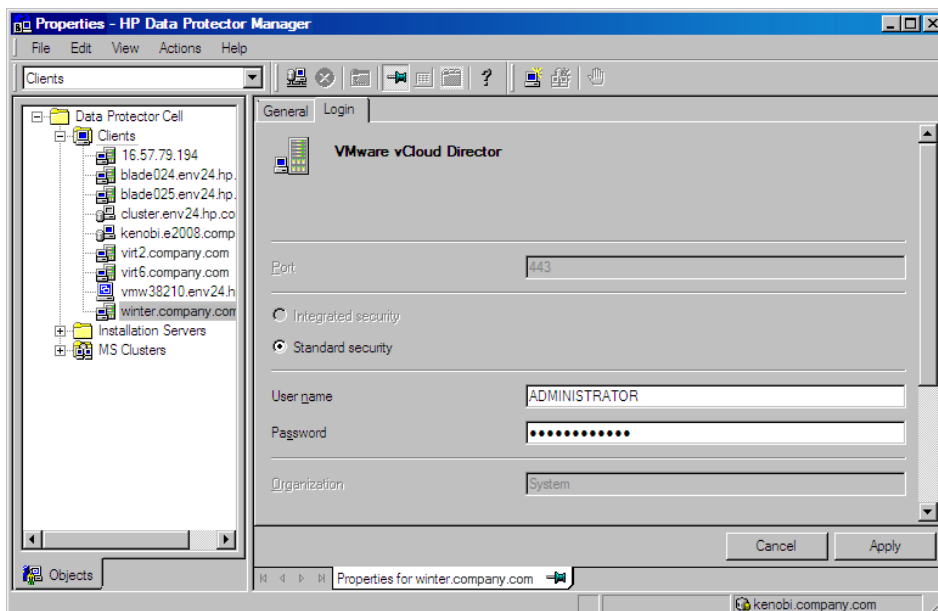 Properties - HP Data Protector Manager
File Edit View Actions Help
Clients
Data Protector Cell
Clients
16.57.79.194
blade024.env24.hp.
blade025.env24.hp.
cluster.env24.hp.co
kenobi.e2008.comp
virt2.company.com
virt6.company.com
vmw38210.env24.h
winter.company.com
Installation Servers
MS Clusters
Objects
General Login
VMware vCloud Director
Port 443
Integrated security
Standard security
User name ADMINISTRATOR
Password ••••••••••••
Organization System
Cancel Apply
Properties for winter.company.com
kenobi.company.com